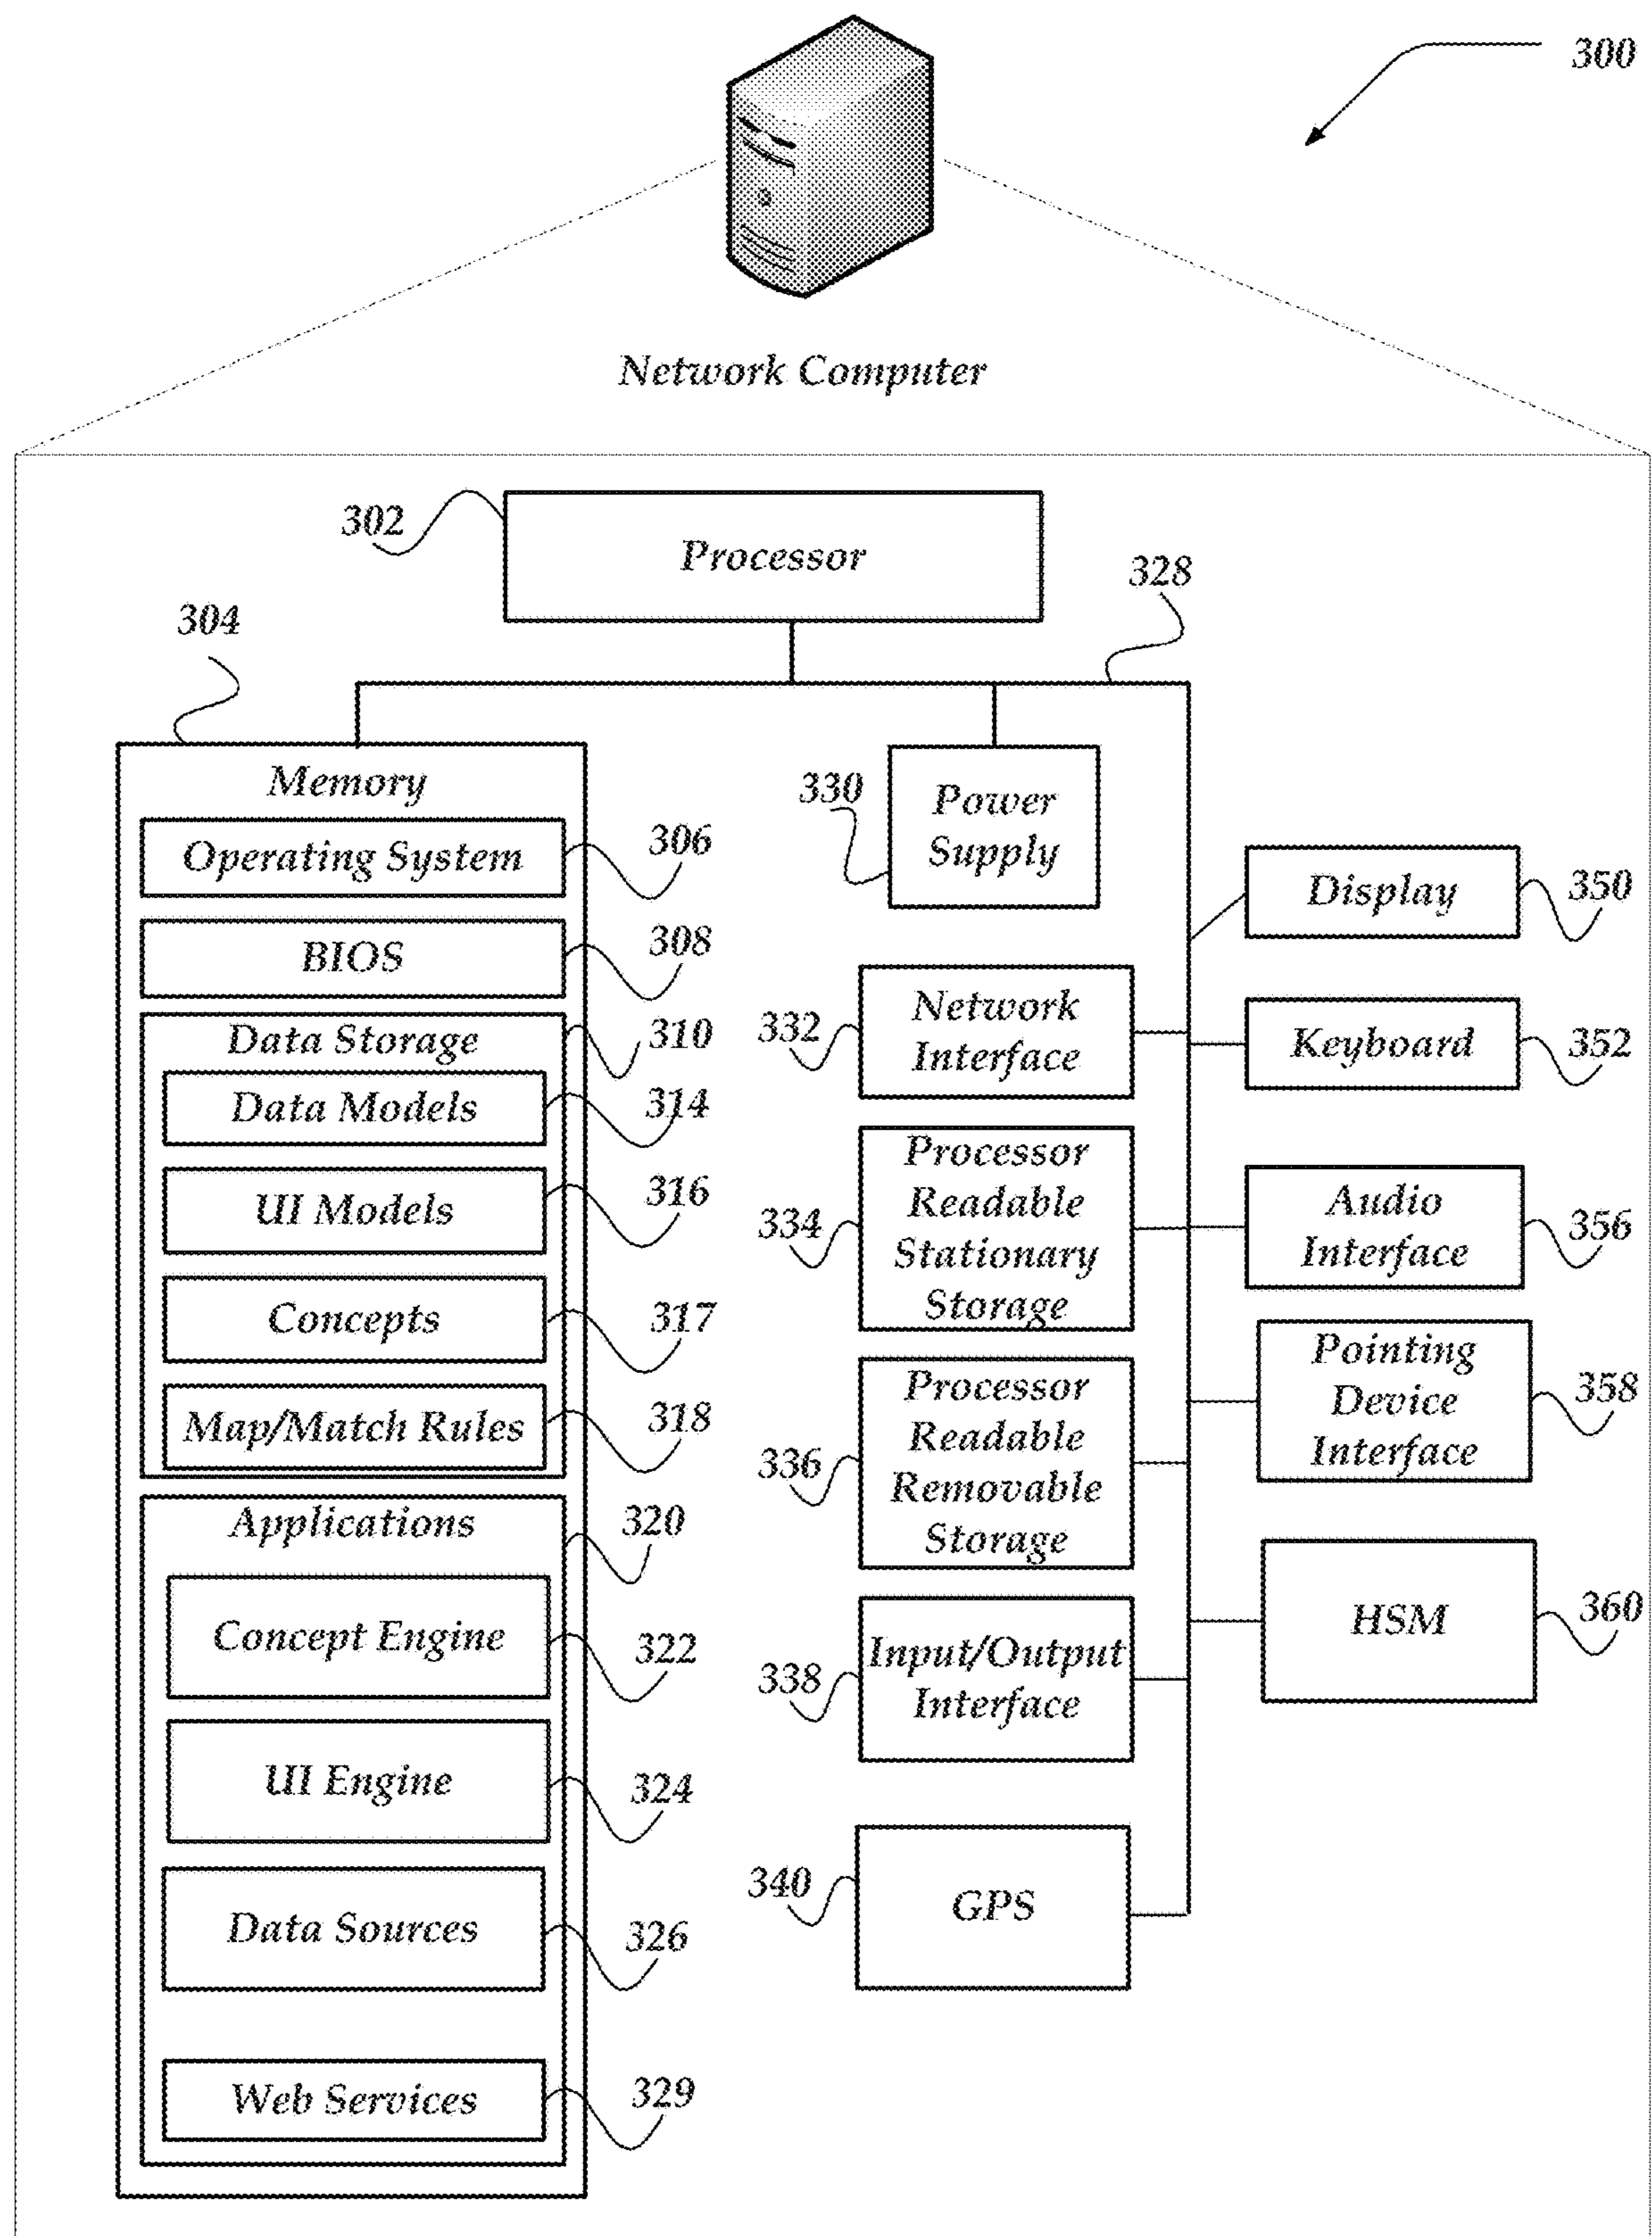 300
Network Computer
302
Processor
328
304
Memory
Operating System
306
BIOS
308
Data Storage
310
Data Models
314
UI Models
316
Concepts
317
Map/Match Rules
318
Applications
320
Concept Engine
322
UI Engine
324
Data Sources
326
Web Services
329
330
Power
Supply
332
Network
Interface
334
Processor
Readable
Stationary
Storage
336
Processor
Readable
Removable
Storage
338
Input/Output
Interface
340
GPS
Display
350
Keyboard
352
Audio
Interface
356
Pointing
Device
Interface
358
HSM
360